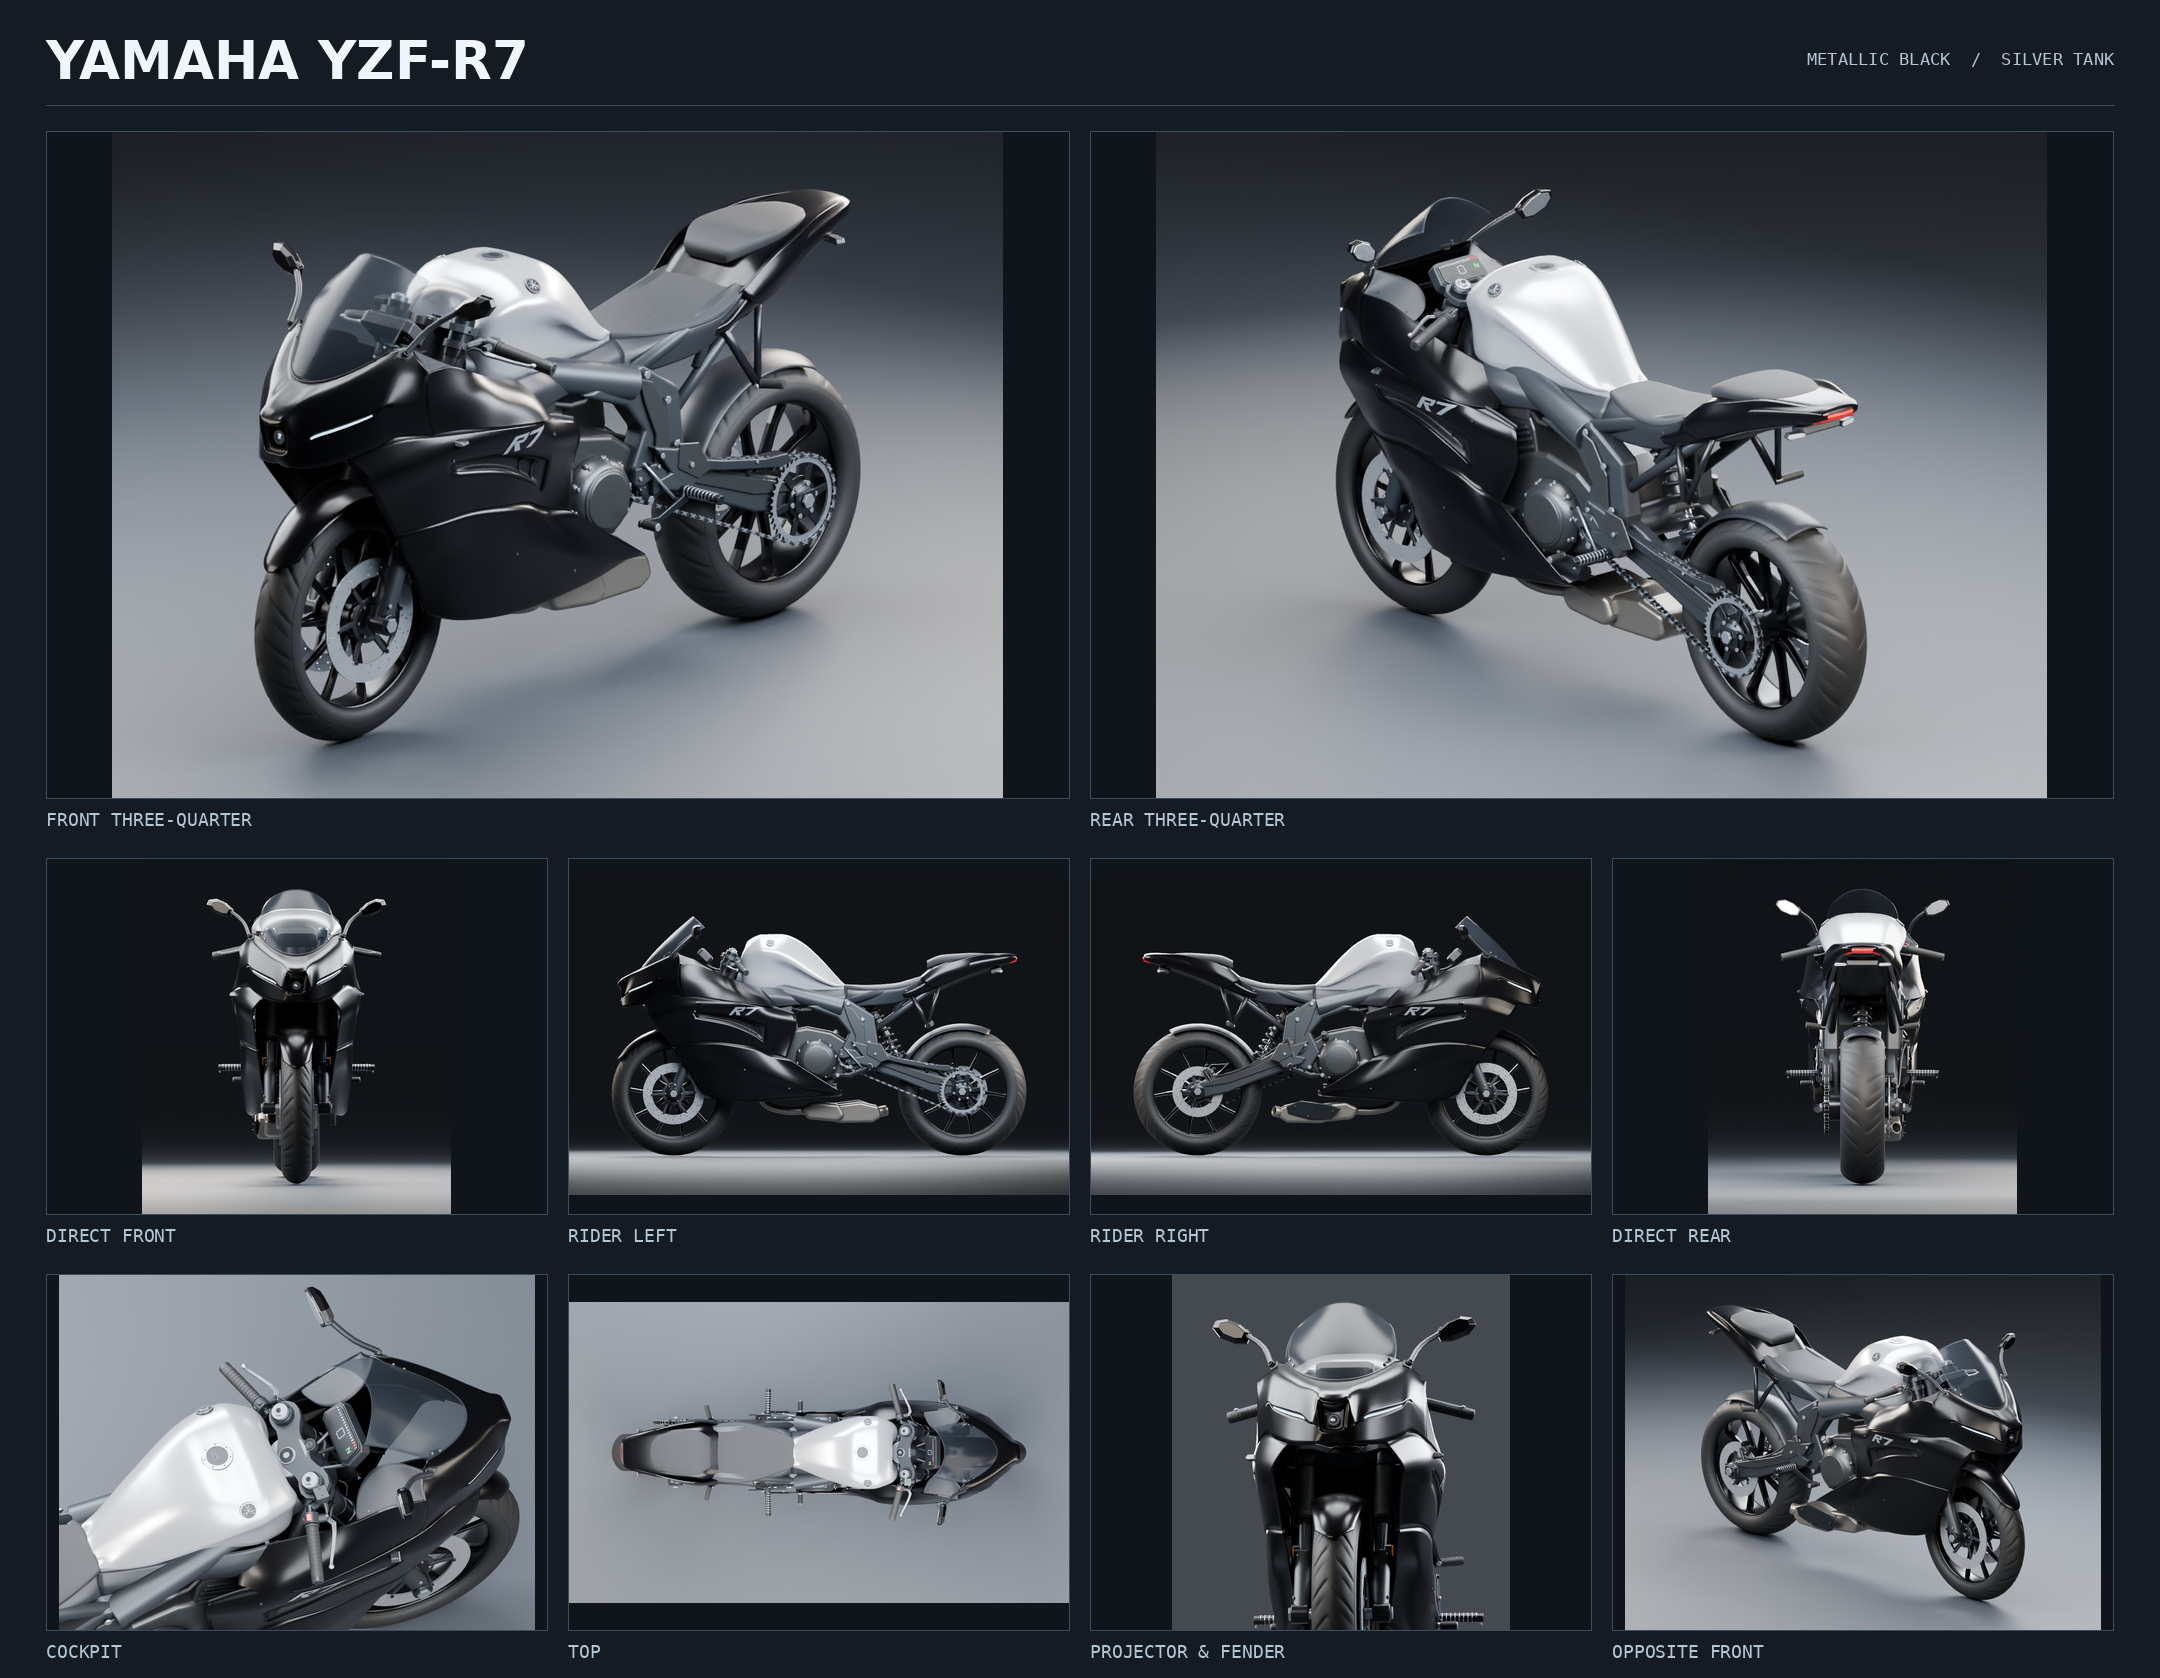 YAMAHA YZF-R7
METALLIC BLACK / SILVER TANK
R7
R7
FRONT THREE-QUARTER
REAR THREE-QUARTER
R7
R7
DIRECT FRONT
RIDER LEFT
RIDER RIGHT
DIRECT REAR
N
R7
R7
COCKPIT
TOP
PROJECTOR & FENDER
OPPOSITE FRONT